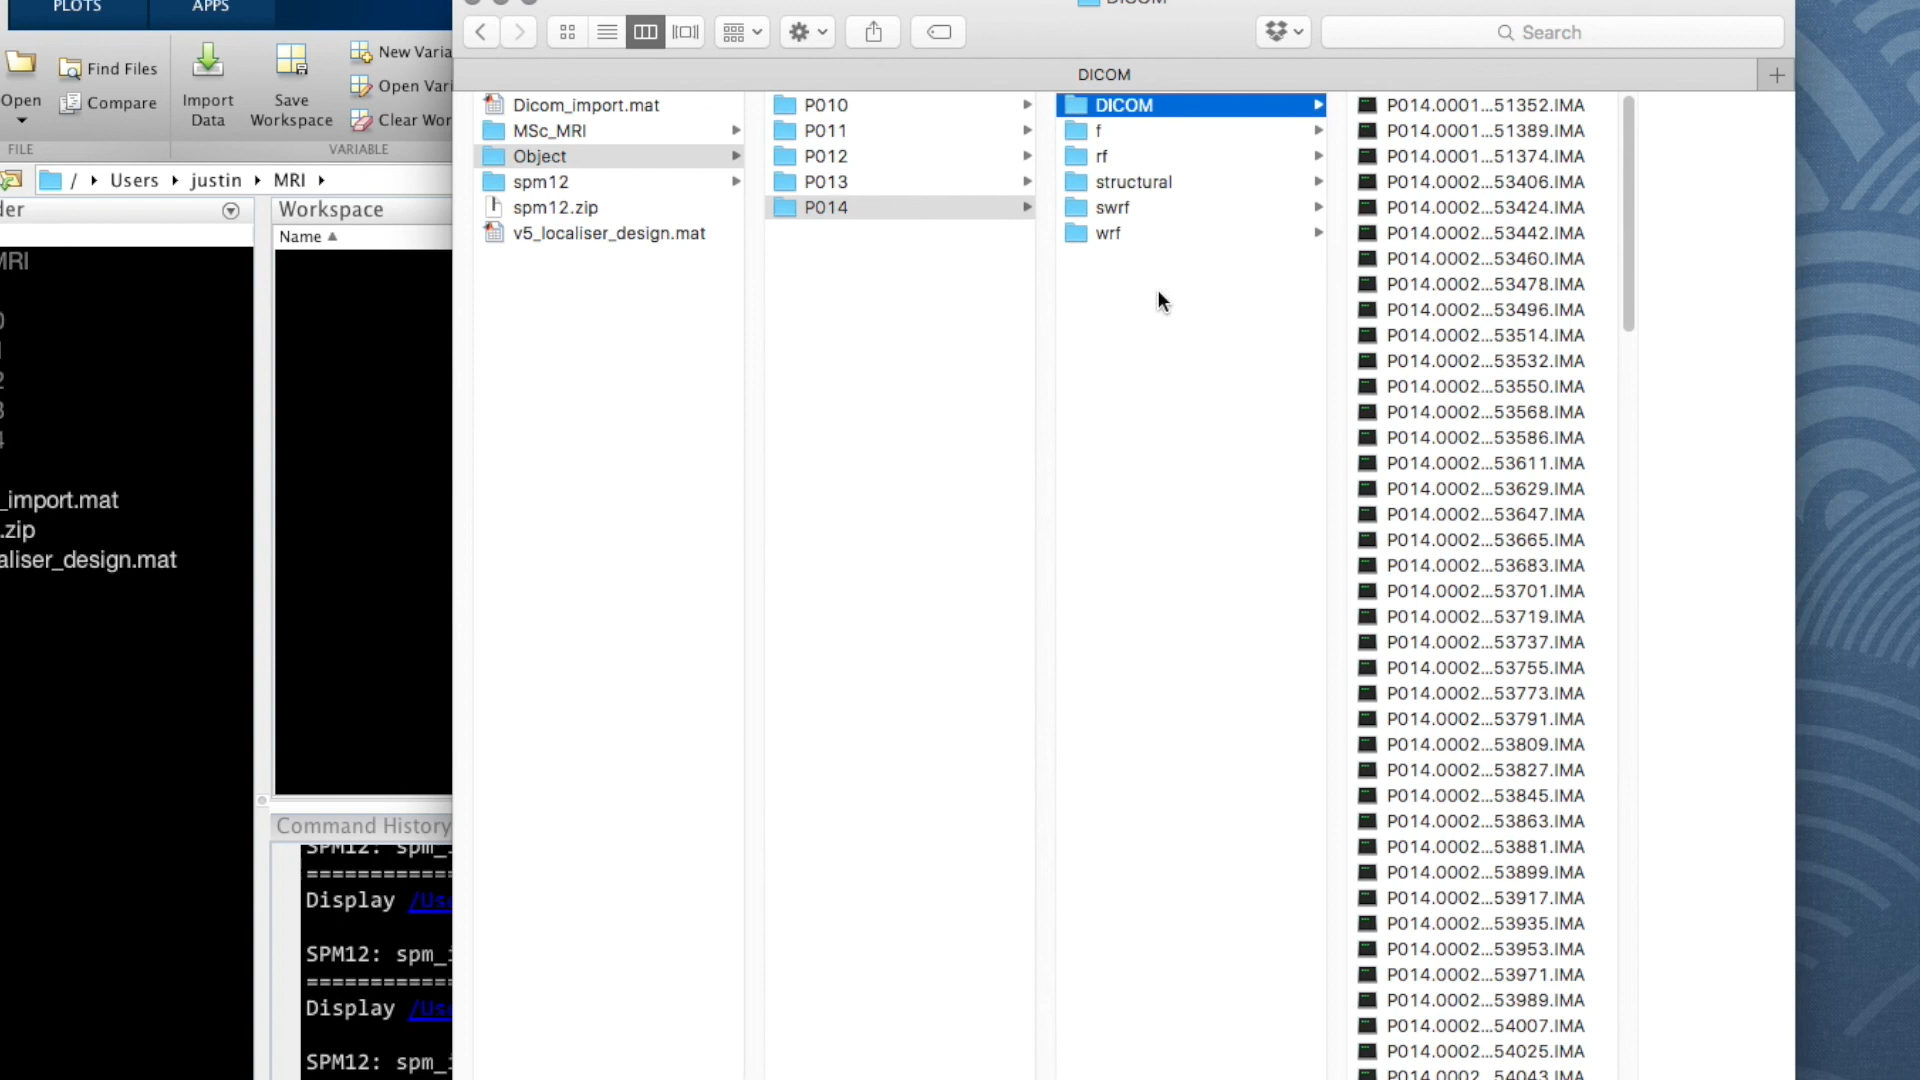 PLOTS
APPS
Find Files
Compare
Open
Import
Data
Save
Workspace
New Varia
Open Vari
Clear Wor
FILE
VARIABLE
/ Users justin MRI
der
Workspace
Name
MRI
_import.mat
.zip
aliser_design.mat
Command History
SPM12: spm_
==============
Display /Use
SPM12: spm_
==============
Display /Use
SPM12: spm_
DICOM
Search
DICOM
Dicom_import.mat
MSc_MRI
Object
spm12
spm12.zip
v5_localiser_design.mat
P010
P011
P012
P013
P014
DICOM
f
rf
structural
swrf
wrf
P014.0001...51352.IMA
P014.0001...51389.IMA
P014.0001...51374.IMA
P014.0002...53406.IMA
P014.0002...53424.IMA
P014.0002...53442.IMA
P014.0002...53460.IMA
P014.0002...53478.IMA
P014.0002...53496.IMA
P014.0002...53514.IMA
P014.0002...53532.IMA
P014.0002...53550.IMA
P014.0002...53568.IMA
P014.0002...53586.IMA
P014.0002...53611.IMA
P014.0002...53629.IMA
P014.0002...53647.IMA
P014.0002...53665.IMA
P014.0002...53683.IMA
P014.0002...53701.IMA
P014.0002...53719.IMA
P014.0002...53737.IMA
P014.0002...53755.IMA
P014.0002...53773.IMA
P014.0002...53791.IMA
P014.0002...53809.IMA
P014.0002...53827.IMA
P014.0002...53845.IMA
P014.0002...53863.IMA
P014.0002...53881.IMA
P014.0002...53899.IMA
P014.0002...53917.IMA
P014.0002...53935.IMA
P014.0002...53953.IMA
P014.0002...53971.IMA
P014.0002...53989.IMA
P014.0002...54007.IMA
P014.0002...54025.IMA
P014.0002...54043.IMA